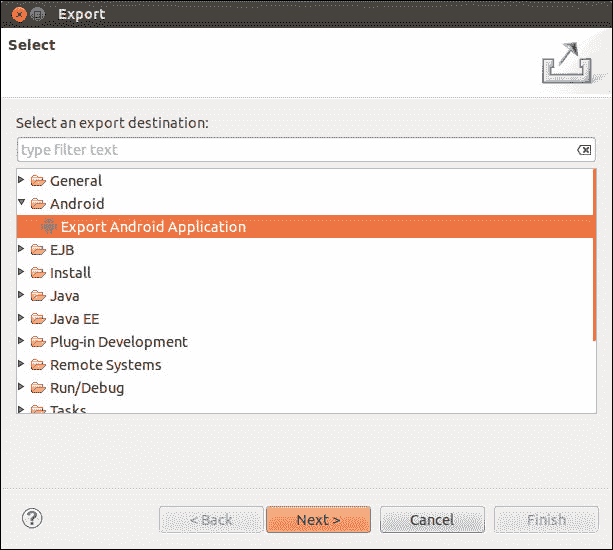 Export
Select
Select an export destination:
type filter text
General
Android
Export Android Application
EJB
Install
Java
Java EE
Plug-in Development
Remote Systems
Run/Debug
Tasks
?
< Back
Next >
Cancel
Finish